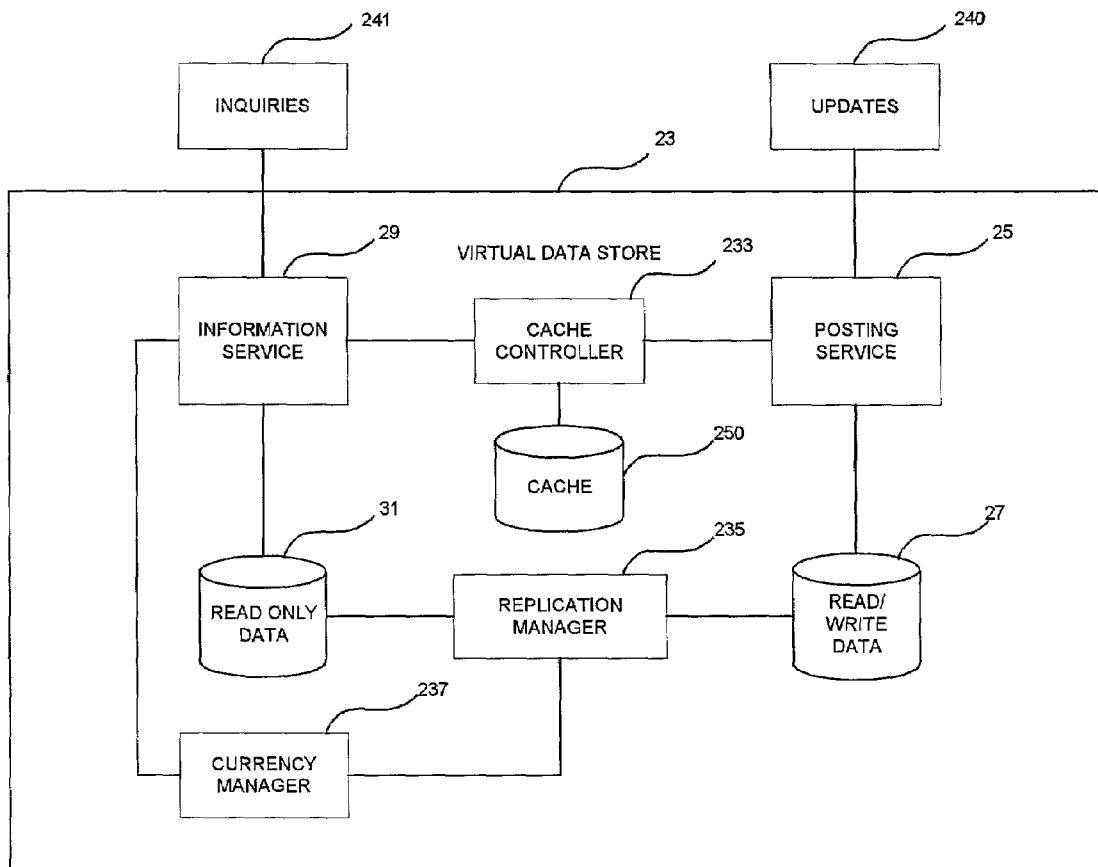 241
240
INQUIRIES
UPDATES
23
29
VIRTUAL DATA STORE
233
25
INFORMATION
SERVICE
CACHE
CONTROLLER
POSTING
SERVICE
250
CACHE
31
235
27
READ ONLY
DATA
REPLICATION
MANAGER
READ/
WRITE
DATA
237
CURRENCY
MANAGER